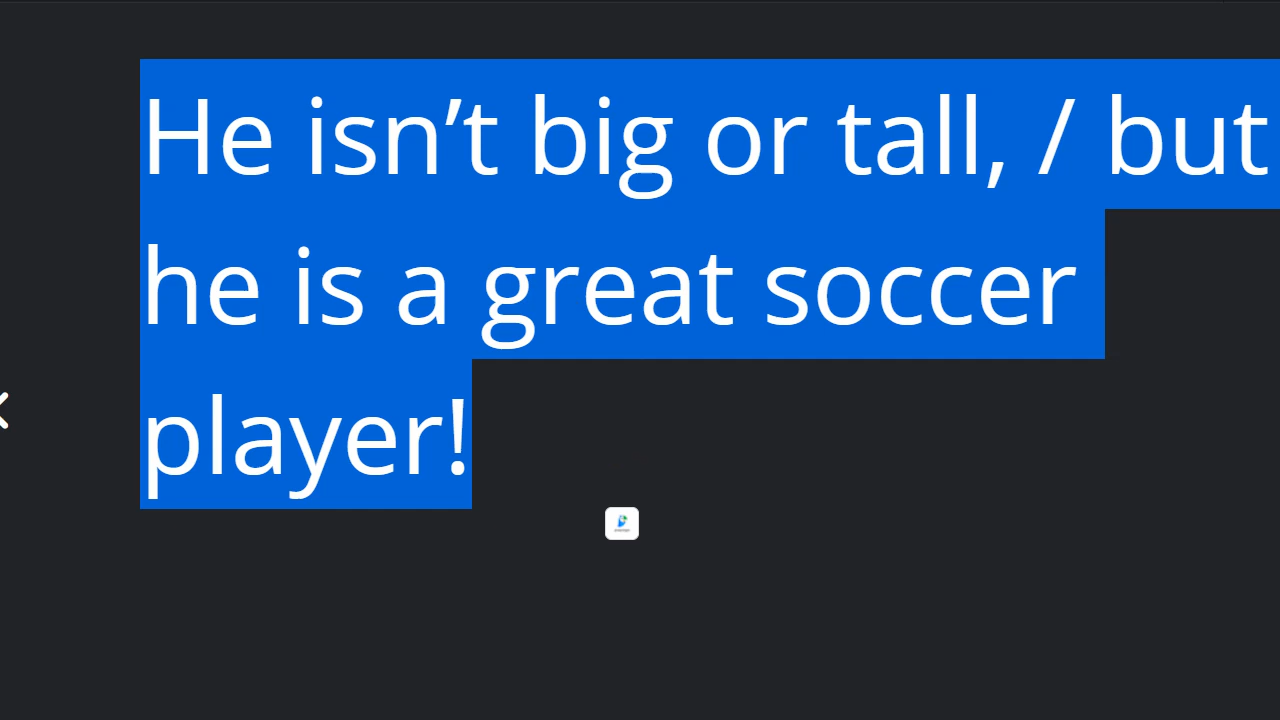 He isn’t big or tall, / but
he is a great soccer
player!